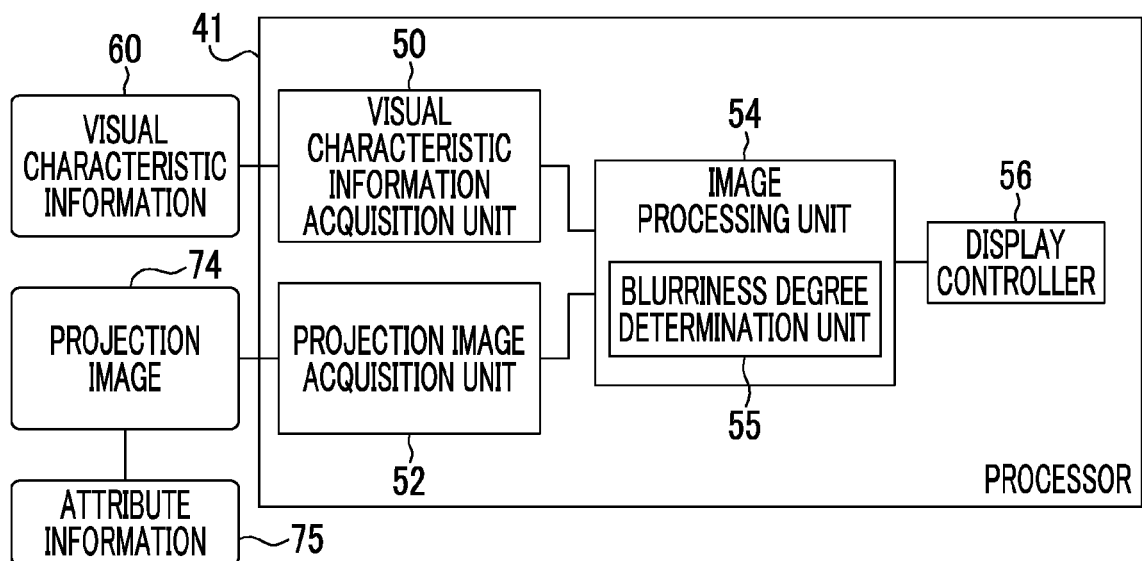 60
VISUAL
CHARACTERISTIC
INFORMATION
41
50
VISUAL
CHARACTERISTIC
INFORMATION
ACQUISITION UNIT
54
IMAGE
PROCESSING UNIT
BLURRINESS DEGREE
DETERMINATION UNIT
55
56
DISPLAY
CONTROLLER
74
PROJECTION
IMAGE
PROJECTION IMAGE
ACQUISITION UNIT
52
ATTRIBUTE
INFORMATION
75
PROCESSOR